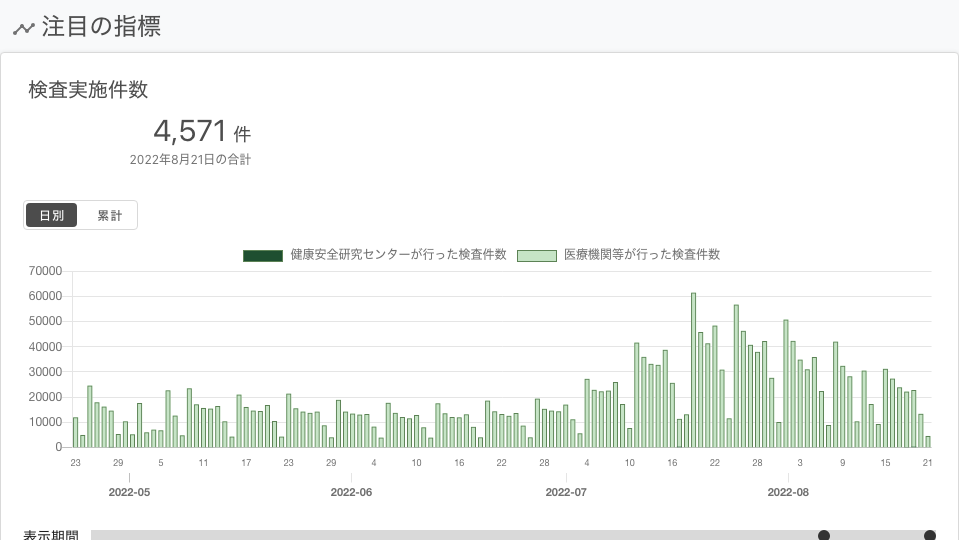 注目の指標
検査実施件数
4,571 件
2022年8月21日の合計
日別 累計
健康安全研究センターが行った検査件数 医療機関等が行った検査件数
70000
60000
50000
40000
30000
20000
10000
0
23 29 5 11 17 23 29 4 10 16 22 28 4 10 16 22 28 3 9 15 21
2022-05 2022-06 2022-07 2022-08
表示期間